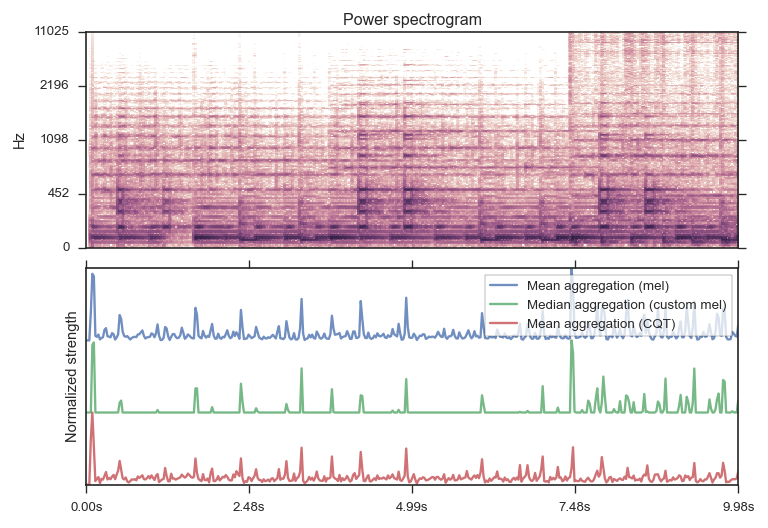 Power spectrogram
11025
2196
1098
452
0
Hz
Mean aggregation (mel)
Median aggregation (custom mel)
Mean aggregation (CQT)
Normalized strength
0.00s
2.48s
4.99s
7.48s
9.98s